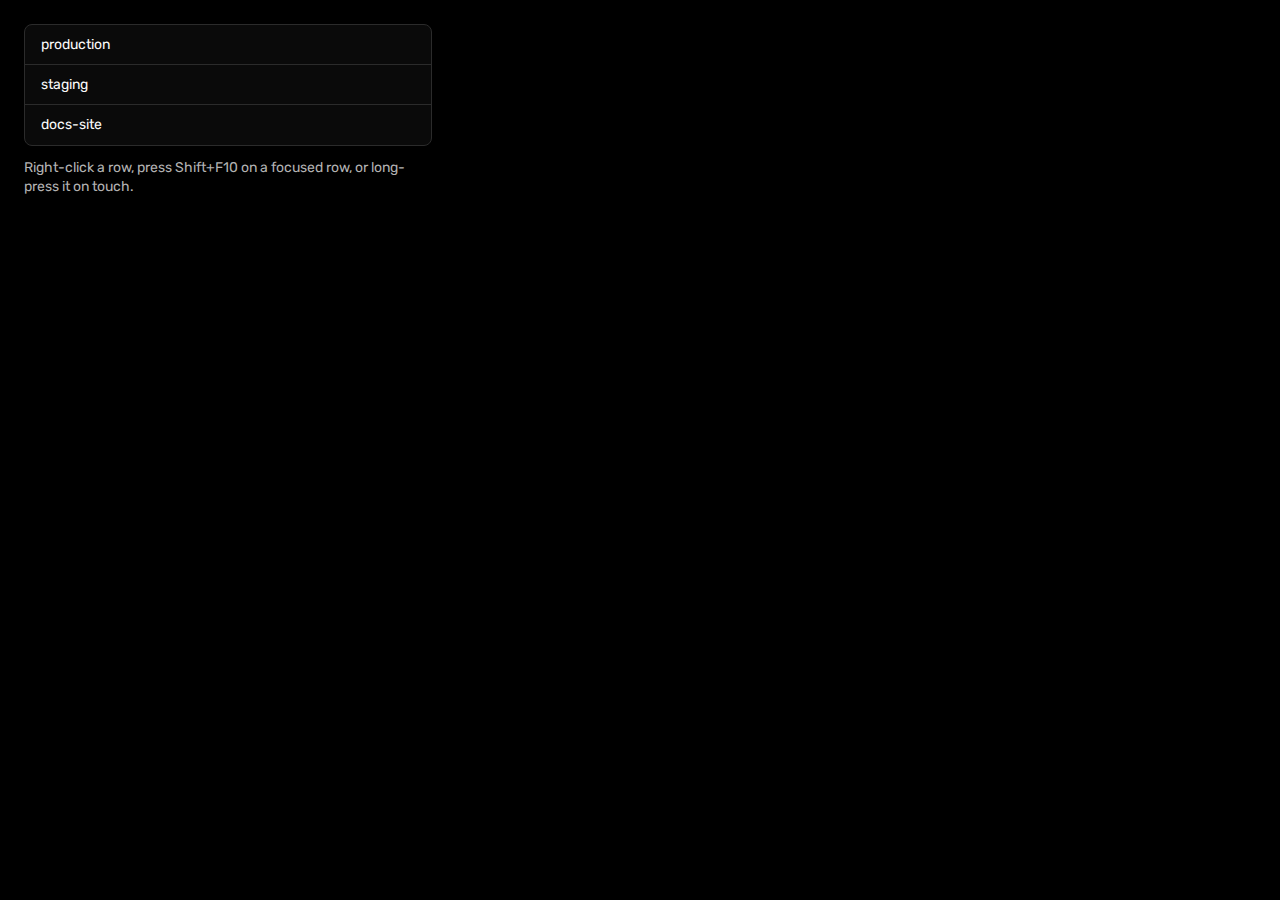 production
staging
docs-site
Right-click a row, press Shift+F10 on a focused row, or long-
press it on touch.